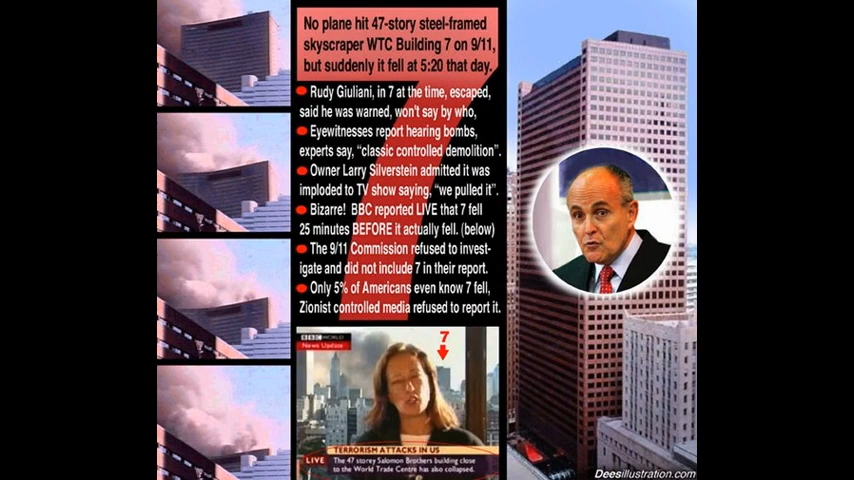 No plane hit 47-story steel-framed
skyscraper WTC Building 7 on 9/11,
but suddenly it fell at 5:20 that day.
Rudy Giuliani, in 7 at the time, escaped,
said he was warned, won't say by who,
Eyewitnesses report hearing bombs,
experts say, “classic controlled demolition”.
Owner Larry Silverstein admitted it was
imploded to TV show saying, “we pulled it”.
Bizarre! BBC reported LIVE that 7 fell
25 minutes BEFORE it actually fell. (below)
The 9/11 Commission refused to invest-
igate and did not include 7 in their report.
Only 5% of Americans even know 7 fell,
Zionist controlled media refused to report it.
7
BBC WORLD
News Update
7
TERRORISM ATTACKS IN US
LIVE The 47 storey Salomon Brothers building close
to the World Trade Centre has also collapsed.
Deesillustration.com